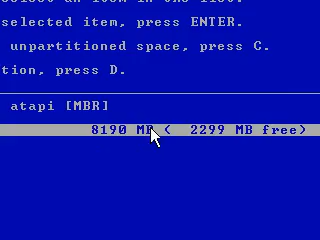 selected item, press ENTER.
unpartitioned space, press C.
tion, press D.
atapi [MBR]
8190 MB ( 2299 MB free)